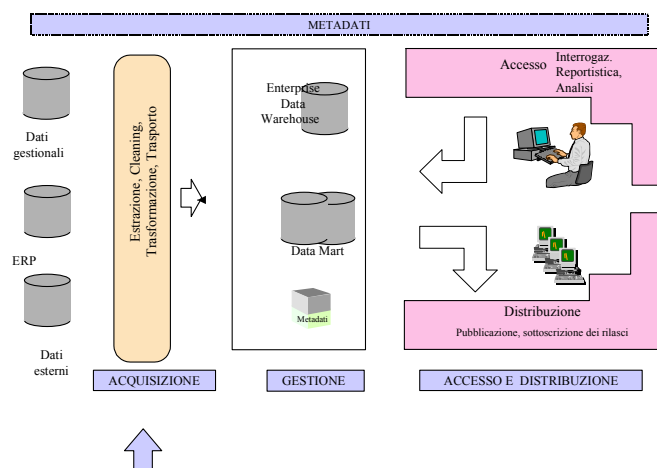 METADATI
Dati
gestionali
ERP
Dati
esterni
Estrazione, Cleaning,
Trasformazione, Trasporto
Enterprise
Data
Warehouse
Data Mart
Metadati
Accesso
Interrogaz.
Reportistica,
Analisi
Distribuzione
Pubblicazione, sottoscrizione dei rilasci
ACQUISIZIONE
GESTIONE
ACCESSO E DISTRIBUZIONE